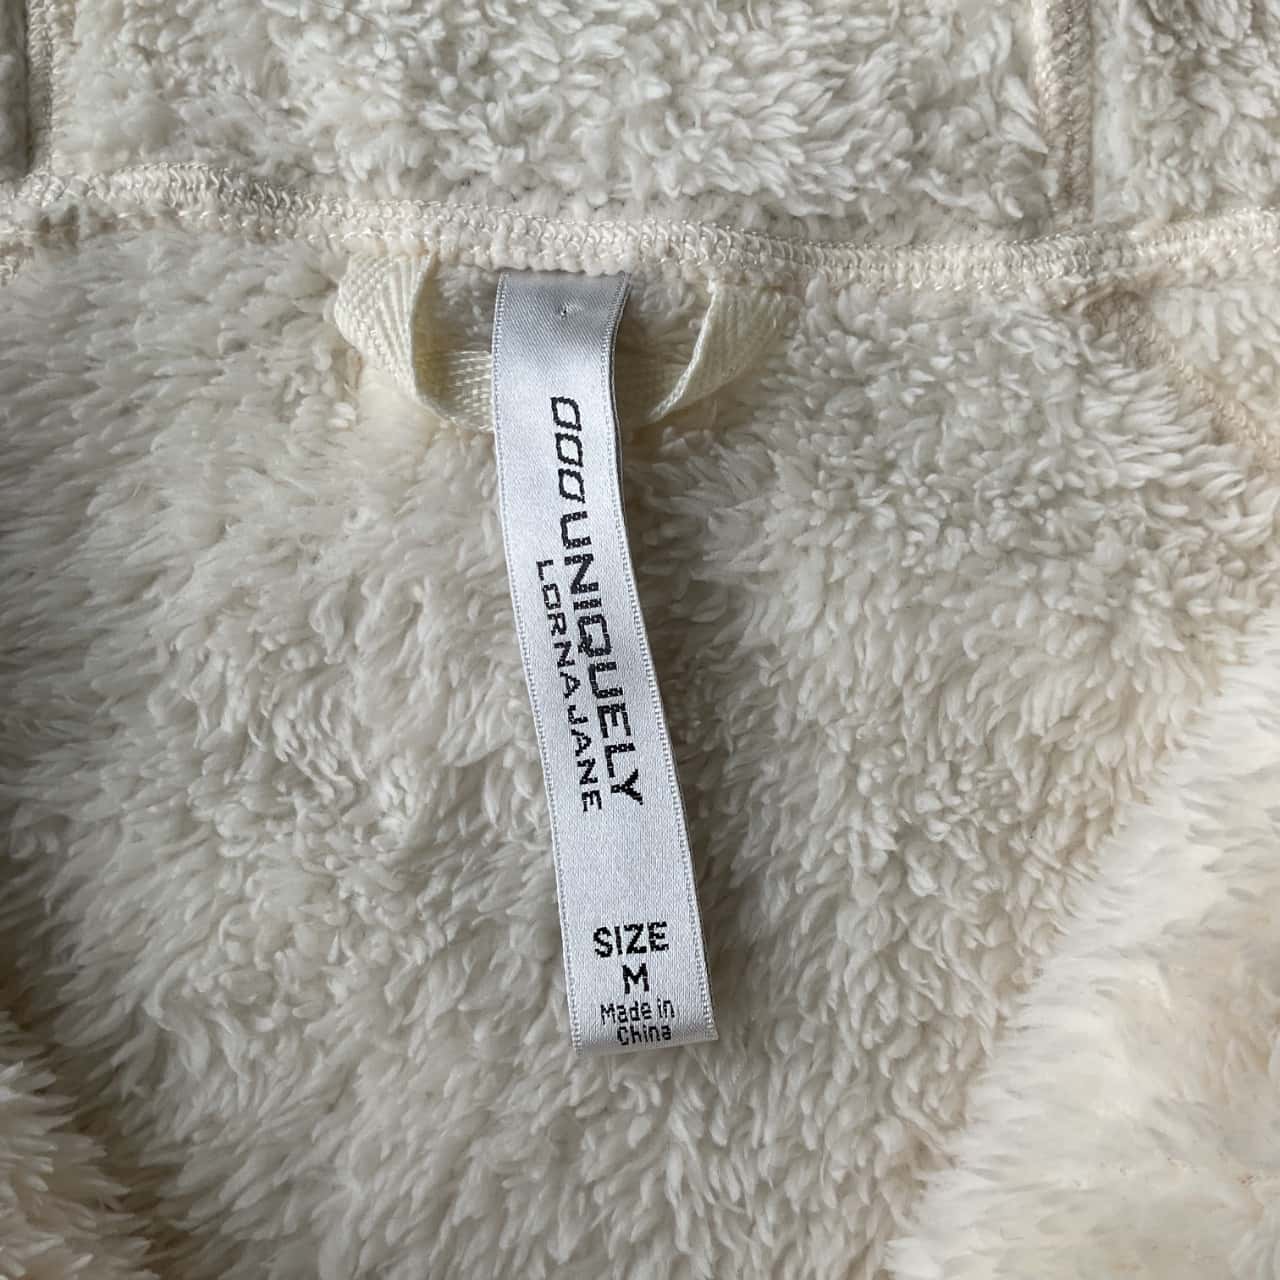 UNIQUELY
LORNA JANE
SIZE
M
Made in
China